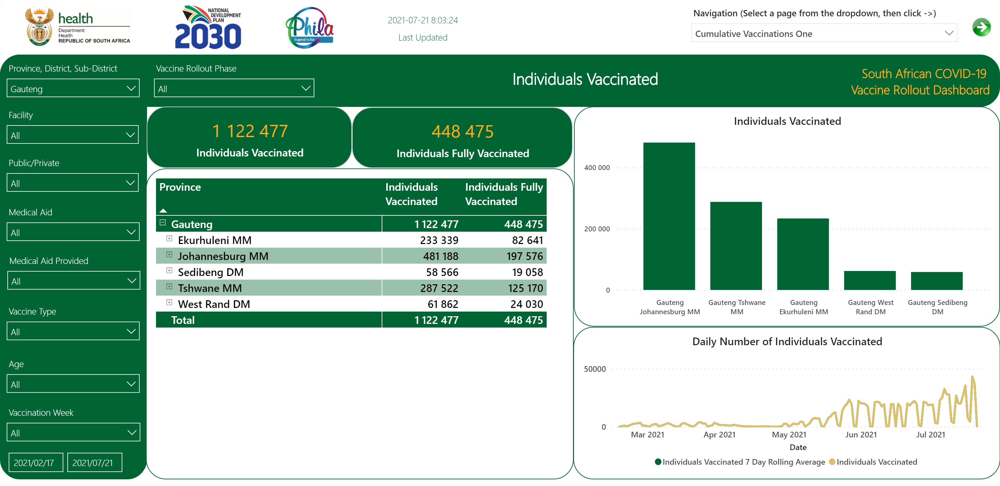 health
Department:
Health
REPUBLIC OF SOUTH AFRICA
NATIONAL
DEVELOPMENT
PLAN
2030
Phila
Inspired to live
2021-07-21 8:03:24
Last Updated
Navigation (Select a page from the dropdown, then click ->)
Cumulative Vaccinations One
Province, District, Sub-District
Gauteng
Vaccine Rollout Phase
All
Individuals Vaccinated
South African COVID-19
Vaccine Rollout Dashboard
Facility
All
Public/Private
All
Medical Aid
All
Medical Aid Provided
All
Vaccine Type
All
Age
All
Vaccination Week
All
2021/02/17 2021/07/21
1 122 477
Individuals Vaccinated
448 475
Individuals Fully Vaccinated
Province Individuals Vaccinated Individuals Fully Vaccinated
Gauteng 1 122 477 448 475
Ekurhuleni MM 233 339 82 641
Johannesburg MM 481 188 197 576
Sedibeng DM 58 566 19 058
Tshwane MM 287 522 125 170
West Rand DM 61 862 24 030
Total 1 122 477 448 475
Individuals Vaccinated
400 000
200 000
0
Gauteng Johannesburg MM
Gauteng Tshwane MM
Gauteng Ekurhuleni MM
Gauteng West Rand DM
Gauteng Sedibeng DM
Daily Number of Individuals Vaccinated
50000
0
Mar 2021 Apr 2021 May 2021 Jun 2021 Jul 2021
Date
Individuals Vaccinated 7 Day Rolling Average Individuals Vaccinated